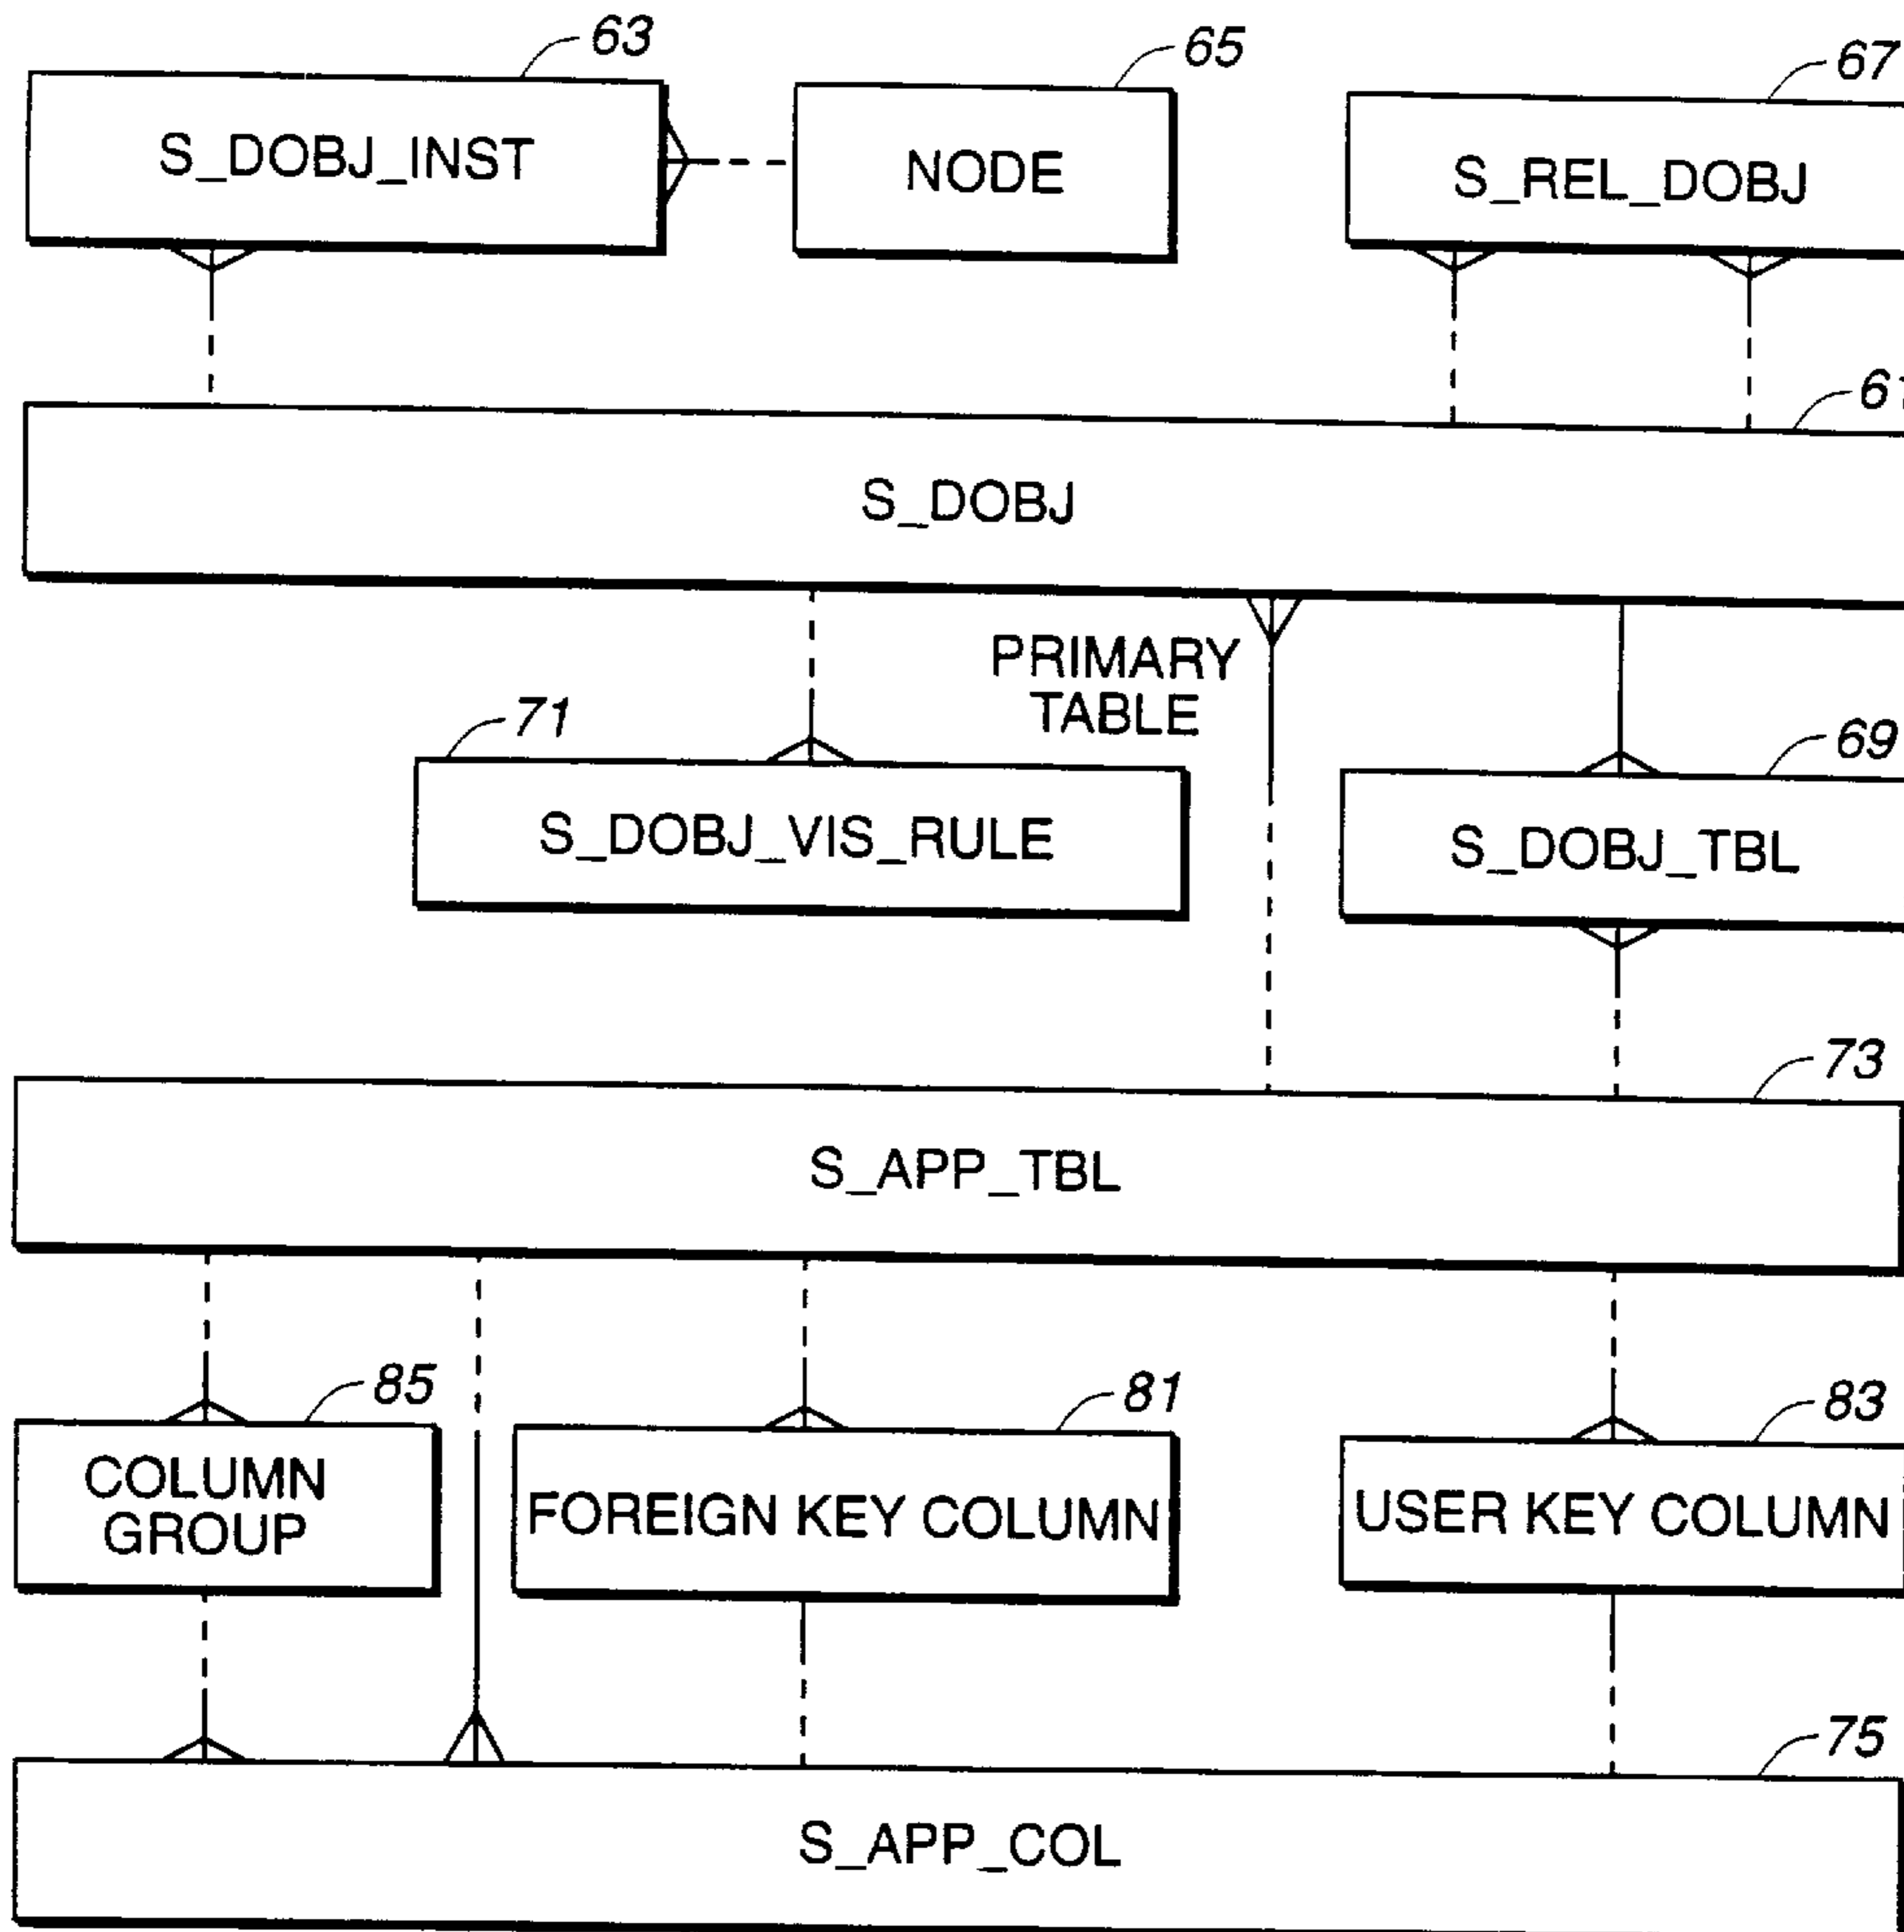 63
65
67
S_DOBJ_INST
NODE
S_REL_DOBJ
61
S_DOBJ
PRIMARY
TABLE
71
69
S_DOBJ_VIS_RULE
S_DOBJ_TBL
73
S_APP_TBL
85
81
83
COLUMN
GROUP
FOREIGN KEY COLUMN
USER KEY COLUMN
75
S_APP_COL